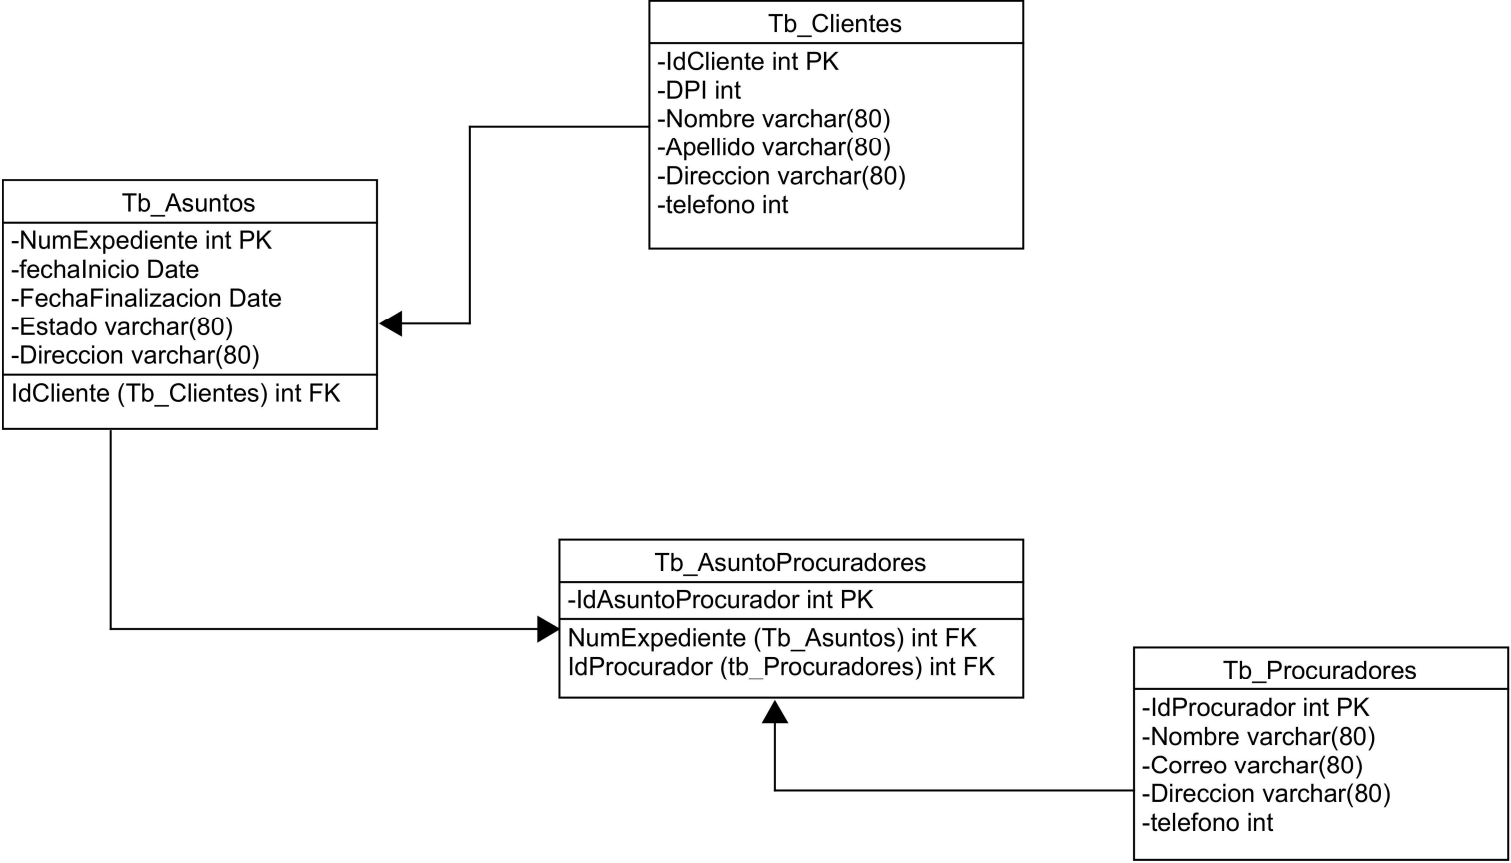 Tb_Clientes
-IdCliente int PK
-DPI int
-Nombre varchar(80)
-Apellido varchar(80)
-Direccion varchar(80)
-telefono int
Tb_Asuntos
-NumExpediente int PK
-fechaInicio Date
-FechaFinalizacion Date
-Estado varchar(80)
-Direccion varchar(80)
IdCliente (Tb_Clientes) int FK
Tb_AsuntoProcuradores
-IdAsuntoProcurador int PK
NumExpediente (Tb_Asuntos) int FK
IdProcurador (tb_Procuradores) int FK
Tb_Procuradores
-IdProcurador int PK
-Nombre varchar(80)
-Correo varchar(80)
-Direccion varchar(80)
-telefono int